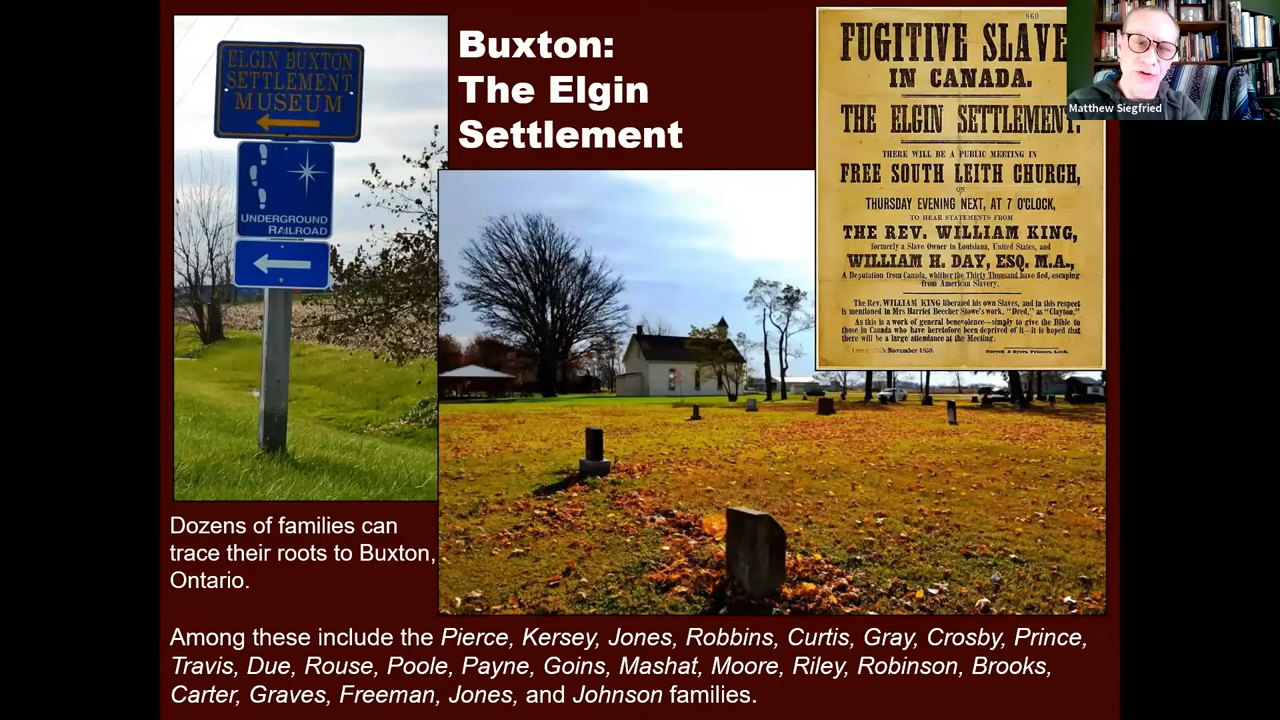 ELGIN BUXTON
SETTLEMENT
MUSEUM
UNDERGROUND
RAILROAD
Buxton:
The Elgin
Settlement
860
FUGITIVE SLAVE
IN CANADA.
THE ELGIN SETTLEMENT.
THERE WILL BE A PUBLIC MEETING IN
FREE SOUTH LEITH CHURCH,
ON
THURSDAY EVENING NEXT, AT 7 O'CLOCK,
TO HEAR STATEMENTS FROM
THE REV. WILLIAM KING,
formerly a Slave Owner in Louisiana, United States, and
WILLIAM H. DAY, ESQ. M.A.,
A Deputation from Canada, whither the Thirty Thousand have fled, escaping
from American Slavery.
The Rev. WILLIAM KING liberated his own Slaves, and in this respect
is mentioned in Mrs Harriet Beecher Stowe's work, "Dred," as "Clayton."
As this is a work of general benevolence—simply to give the Bible to
those in Canada who have heretofore been deprived of it—it is hoped that
there will be a large attendance at the Meeting.
November 1859.
Burrell & Byers, Printers, Leith.
Matthew Siegfried
Dozens of families can
trace their roots to Buxton,
Ontario.
Among these include the Pierce, Kersey, Jones, Robbins, Curtis, Gray, Crosby, Prince,
Travis, Due, Rouse, Poole, Payne, Goins, Mashat, Moore, Riley, Robinson, Brooks,
Carter, Graves, Freeman, Jones, and Johnson families.